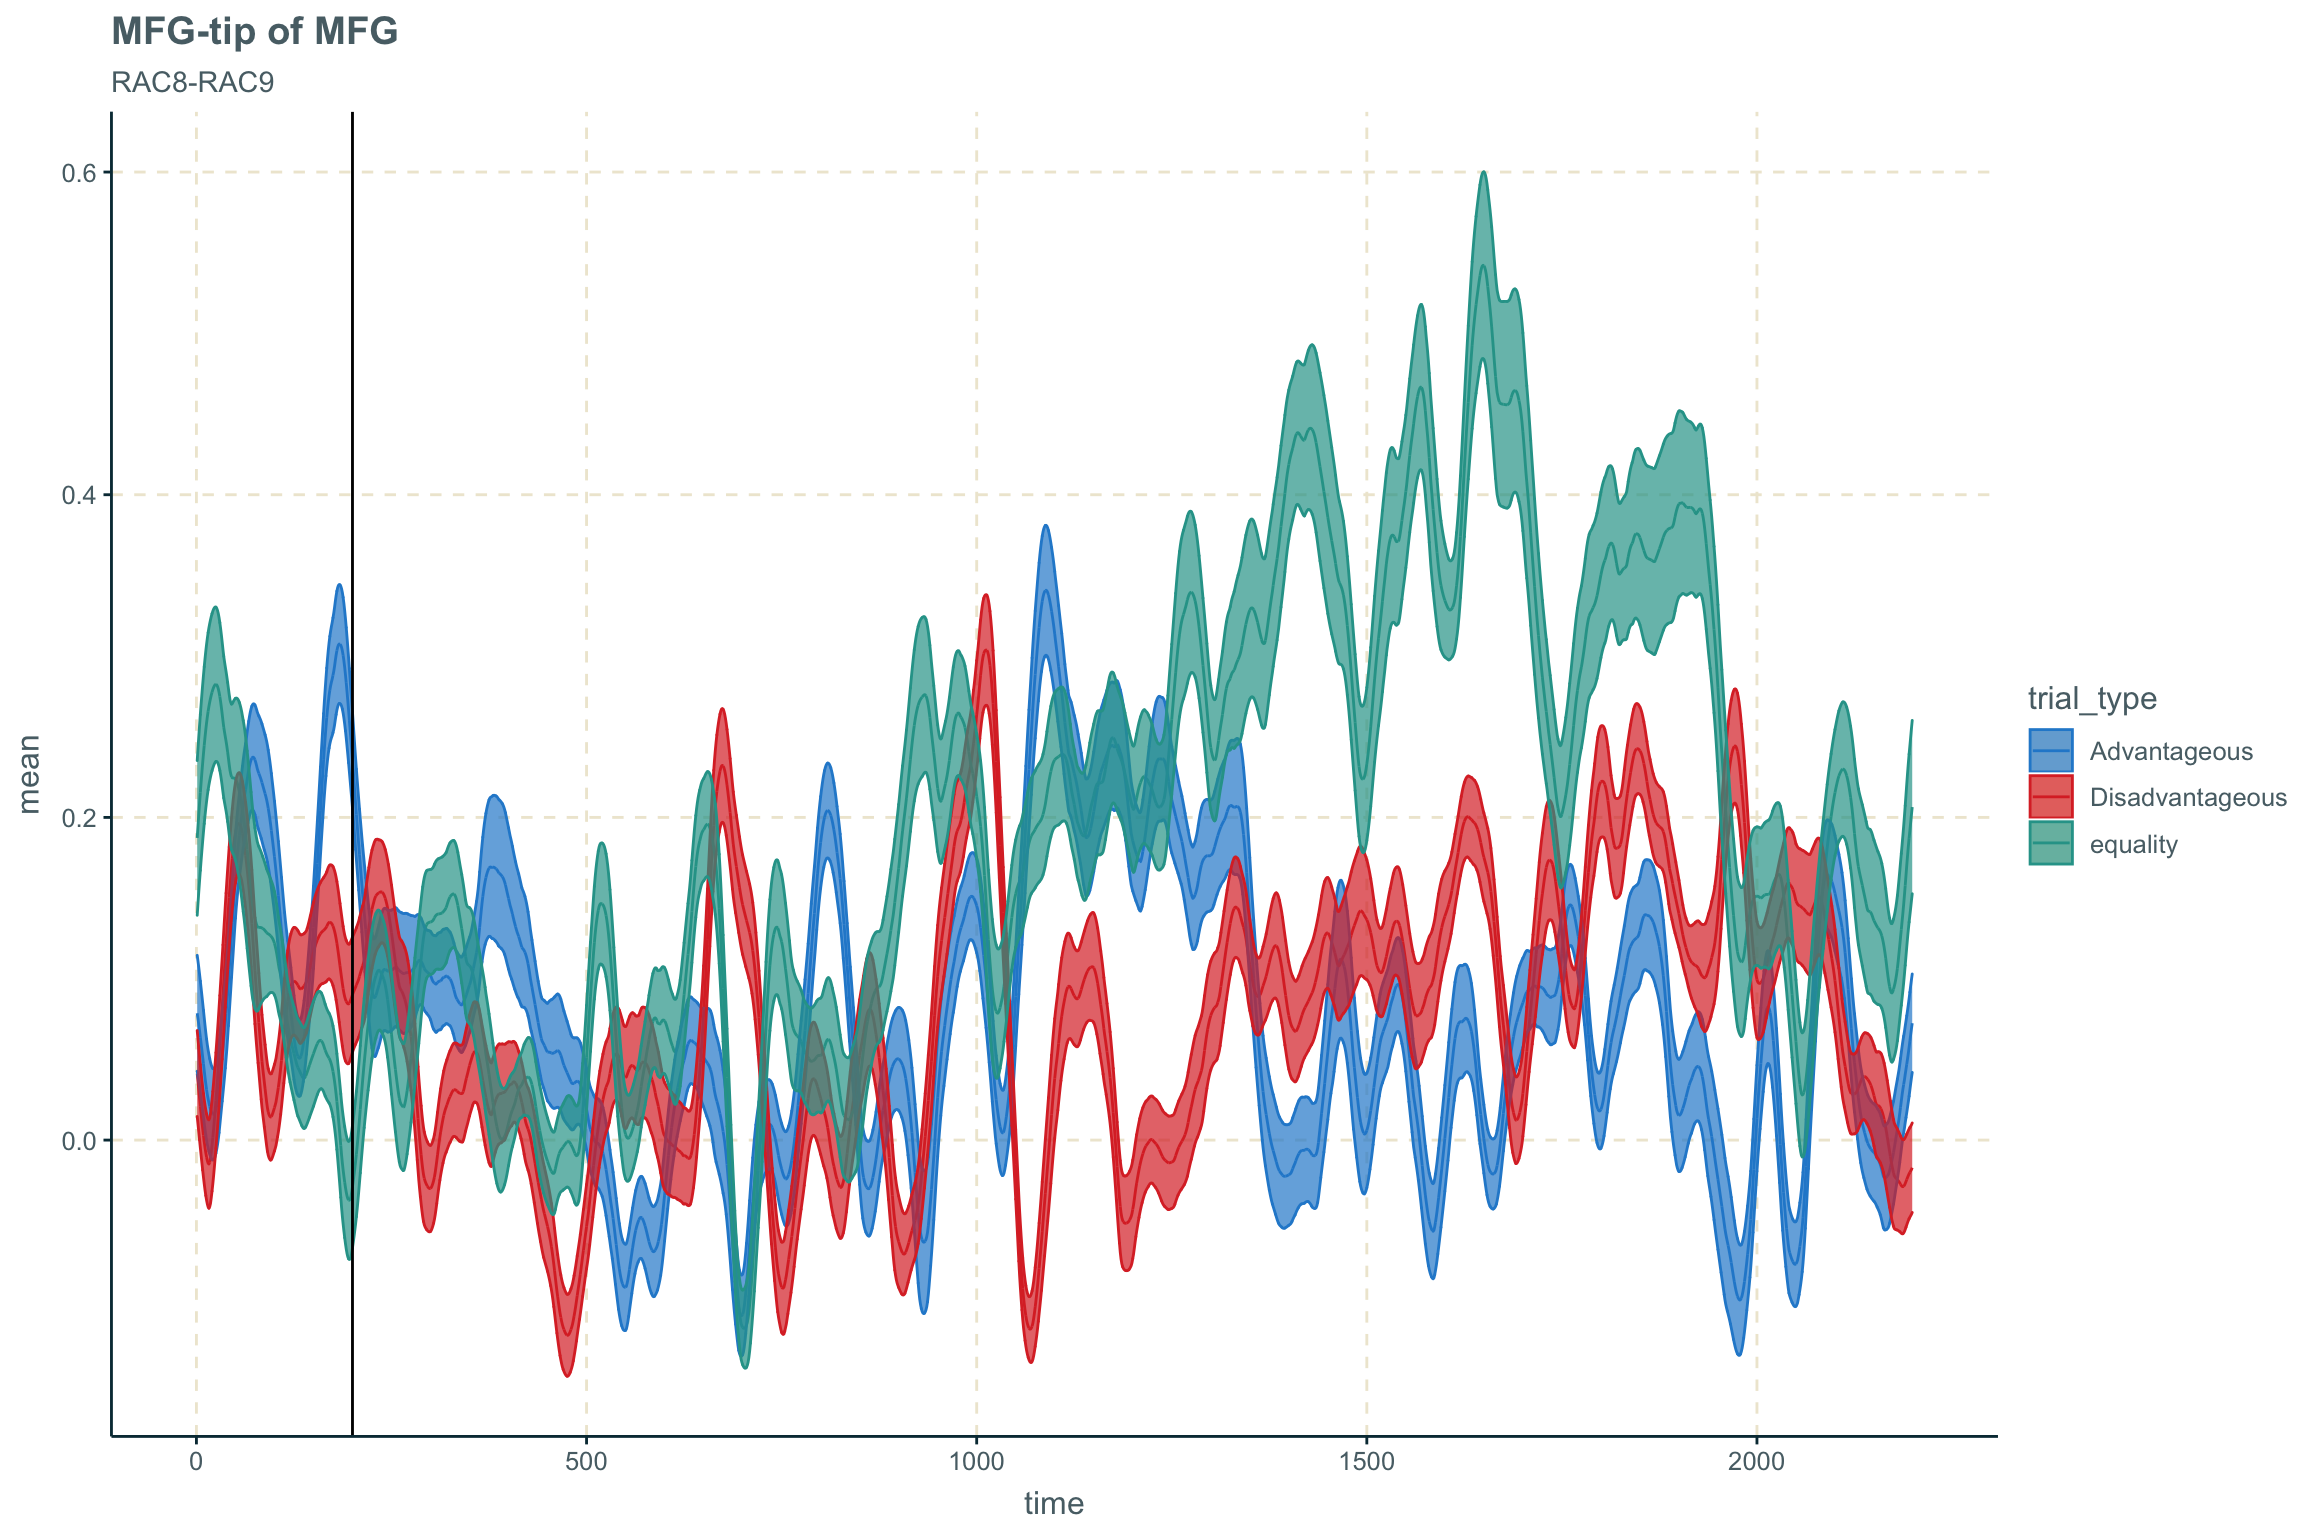 MFG-tip of MFG
RAC8-RAC9
0.6
0.4
0.2
0.0
mean
0
500
1000
1500
2000
time
trial_type
Advantageous
Disadvantageous
equality